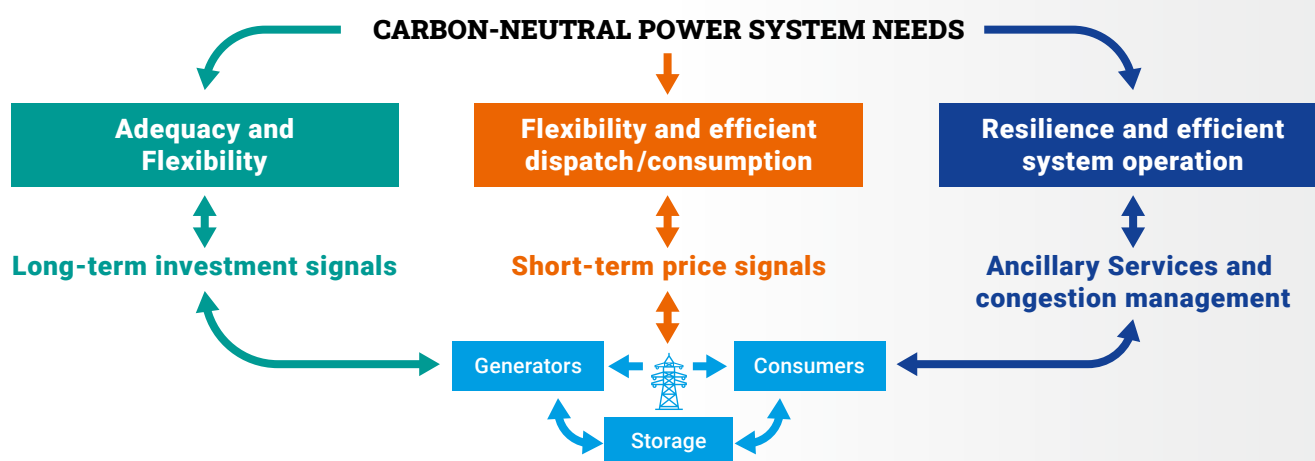 CARBON-NEUTRAL POWER SYSTEM NEEDS
Adequacy and
Flexibility
Flexibility and efficient
dispatch/consumption
Resilience and efficient
system operation
Long-term investment signals
Short-term price signals
Ancillary Services and
congestion management
Generators
Consumers
Storage